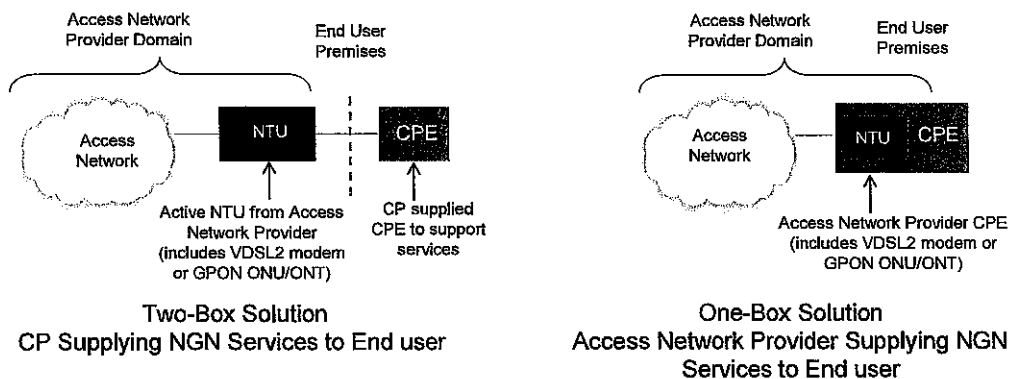 Access Network
Provider Domain
End User
Premises
Access
Network
NTU
CPE
Active NTU from Access
Network Provider
(includes VDSL2 modem
or GPON ONU/ONT)
CP supplied
CPE to support
services
Two-Box Solution
CP Supplying NGN Services to End user
Access Network
Provider Domain
End User
Premises
Access
Network
NTU
CPE
Access Network Provider CPE
(includes VDSL2 modem or
GPON ONU/ONT)
One-Box Solution
Access Network Provider Supplying NGN
Services to End user